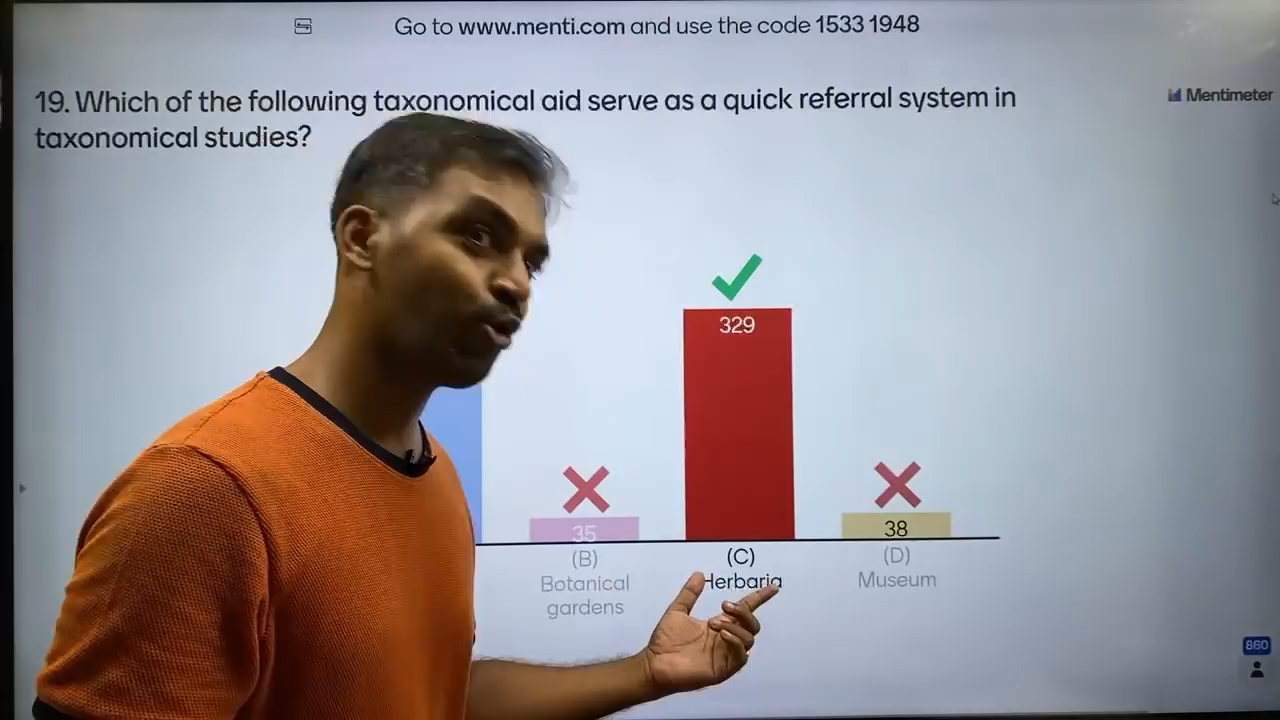 Go to www.menti.com and use the code 1533 1948
19. Which of the following taxonomical aid serve as a quick referral system in
taxonomical studies?
Mentimeter
329
35
38
(B)
Botanical
gardens
(C)
Herbaria
(D)
Museum
860